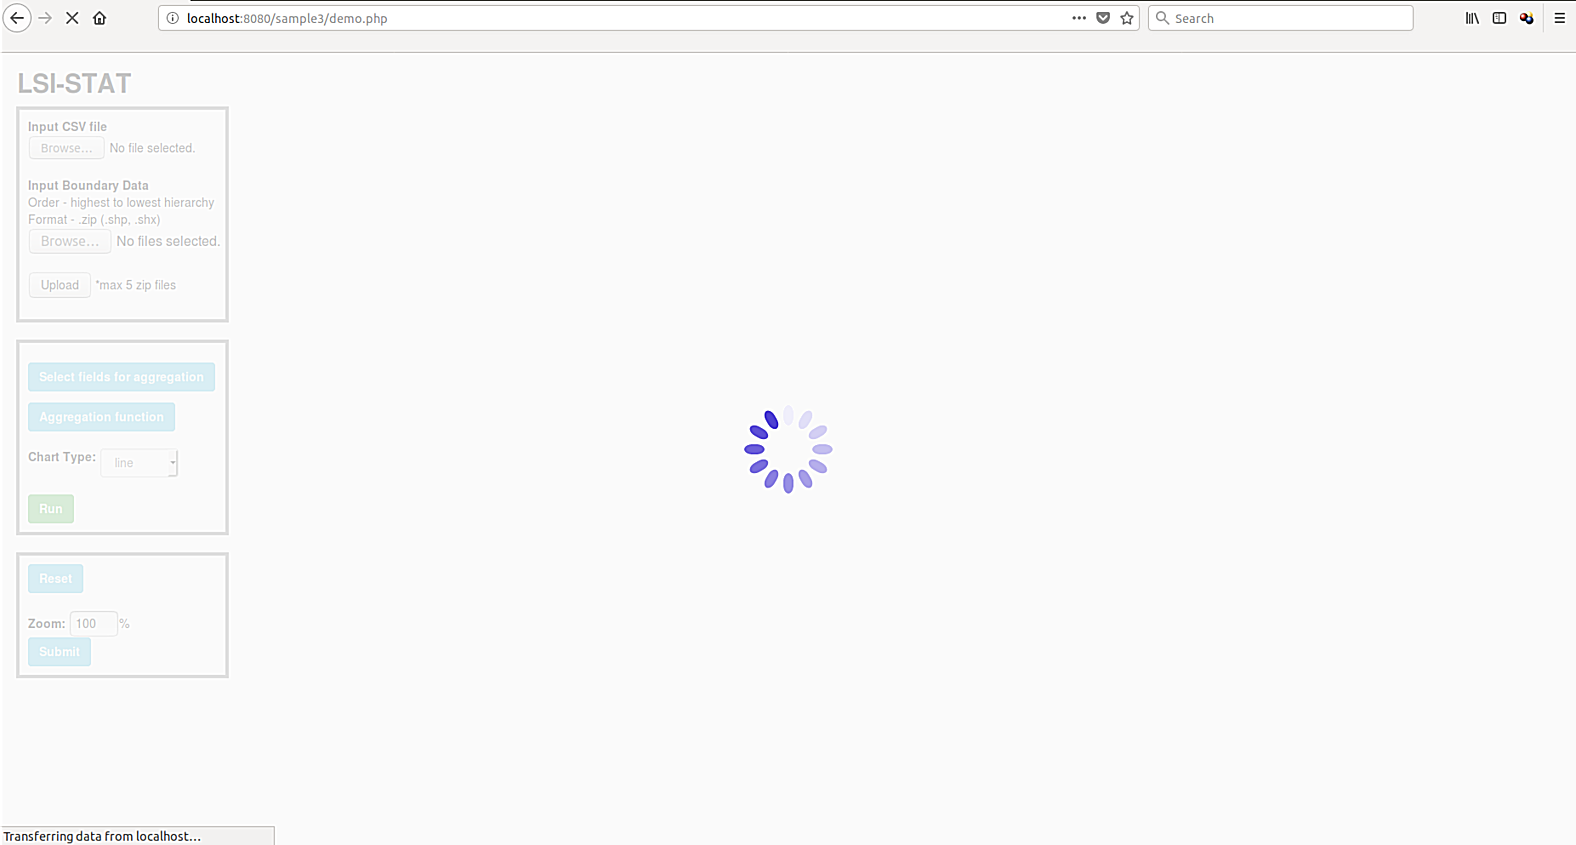 localhost:8080/sample3/demo.php
Search
LSI-STAT
Input CSV file
Browse... No file selected.
Input Boundary Data
Order - highest to lowest hierarchy
Format - .zip (.shp, .shx)
Browse... No files selected.
Upload *max 5 zip files
Select fields for aggregation
Aggregation function
Chart Type: line
Run
Reset
Zoom: 100 %
Submit
Transferring data from localhost...